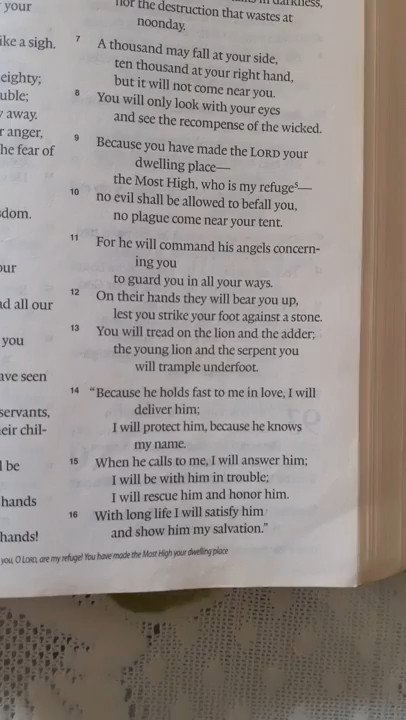 your
ike a sigh.
eighty;
uble;
away.
r anger,
he fear of
dom.
our
d all our
you
ave seen
servants,
eir chil-
be
hands
hands!
nor the destruction that wastes at
noonday.
7 A thousand may fall at your side,
ten thousand at your right hand,
but it will not come near you.
8 You will only look with your eyes
and see the recompense of the wicked.
9 Because you have made the LORD your
dwelling place—
the Most High, who is my refuge⁵—
10 no evil shall be allowed to befall you,
no plague come near your tent.
11 For he will command his angels concern-
ing you
to guard you in all your ways.
12 On their hands they will bear you up,
lest you strike your foot against a stone.
13 You will tread on the lion and the adder;
the young lion and the serpent you
will trample underfoot.
14 “Because he holds fast to me in love, I will
deliver him;
I will protect him, because he knows
my name.
15 When he calls to me, I will answer him;
I will be with him in trouble;
I will rescue him and honor him.
16 With long life I will satisfy him
and show him my salvation.”
you, O LORD, are my refuge! You have made the Most High your dwelling place